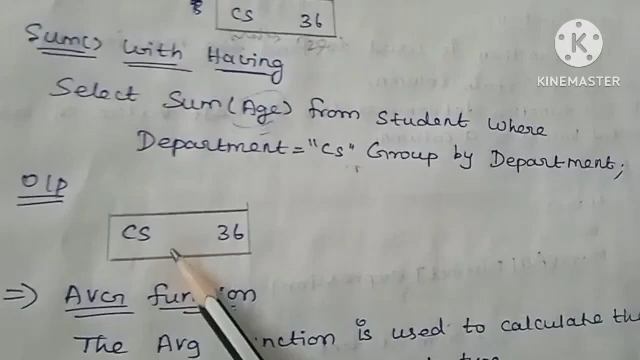 CS 36
Sum() with Having
Select Sum(Age) from student where
Department="CS" Group by Department;
O/P
CS 36
=> AVG function
The Avg is used to calculate the
K
KINEMASTER